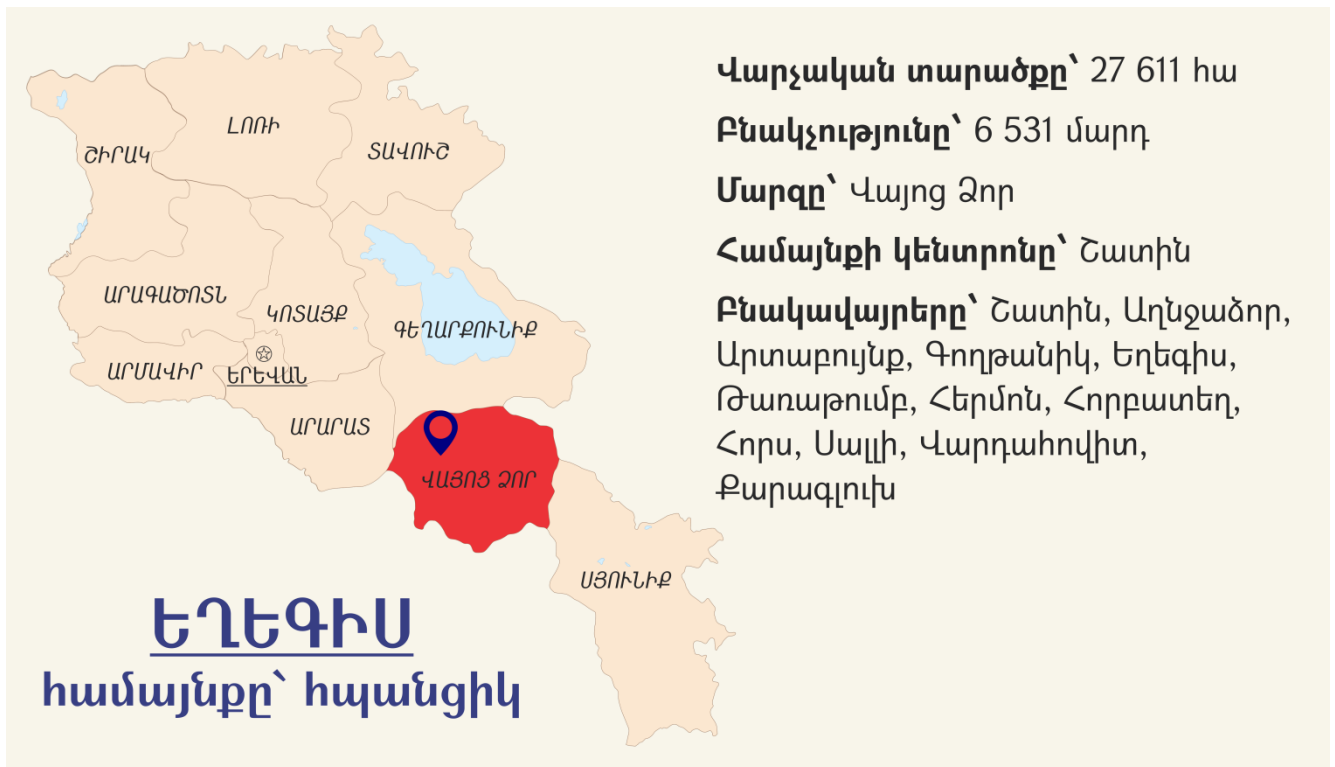 ՇԻՐԱԿ
ԼՈՌԻ
ՏԱՎՈՒՇ
ԱՐԱԳԱԾՈՏՆ
ԿՈՏԱՅՔ
ԳԵՂԱՐՔՈՒՆԻՔ
ԱՐՄԱՎԻՐ
ԵՐԵՎԱՆ
ԱՐԱՐԱՏ
ՎԱՅՈՑ ՁՈՐ
ՍՅՈՒՆԻՔ
ԵՂԵԳԻՍ
համայնքը՝ հպանցիկ
Վարչական տարածքը՝ 27 611 հա
Բնակչությունը՝ 6 531 մարդ
Մարզը՝ Վայոց Ձոր
Համայնքի կենտրոնը՝ Շատին
Բնակավայրերը՝ Շատին, Աղնջաձոր,
Արտաբույնք, Գողթանիկ, Եղեգիս,
Թառաթումբ, Հերմոն, Հորբատեղ,
Հորս, Սալլի, Վարդահովիտ,
Քարագլուխ